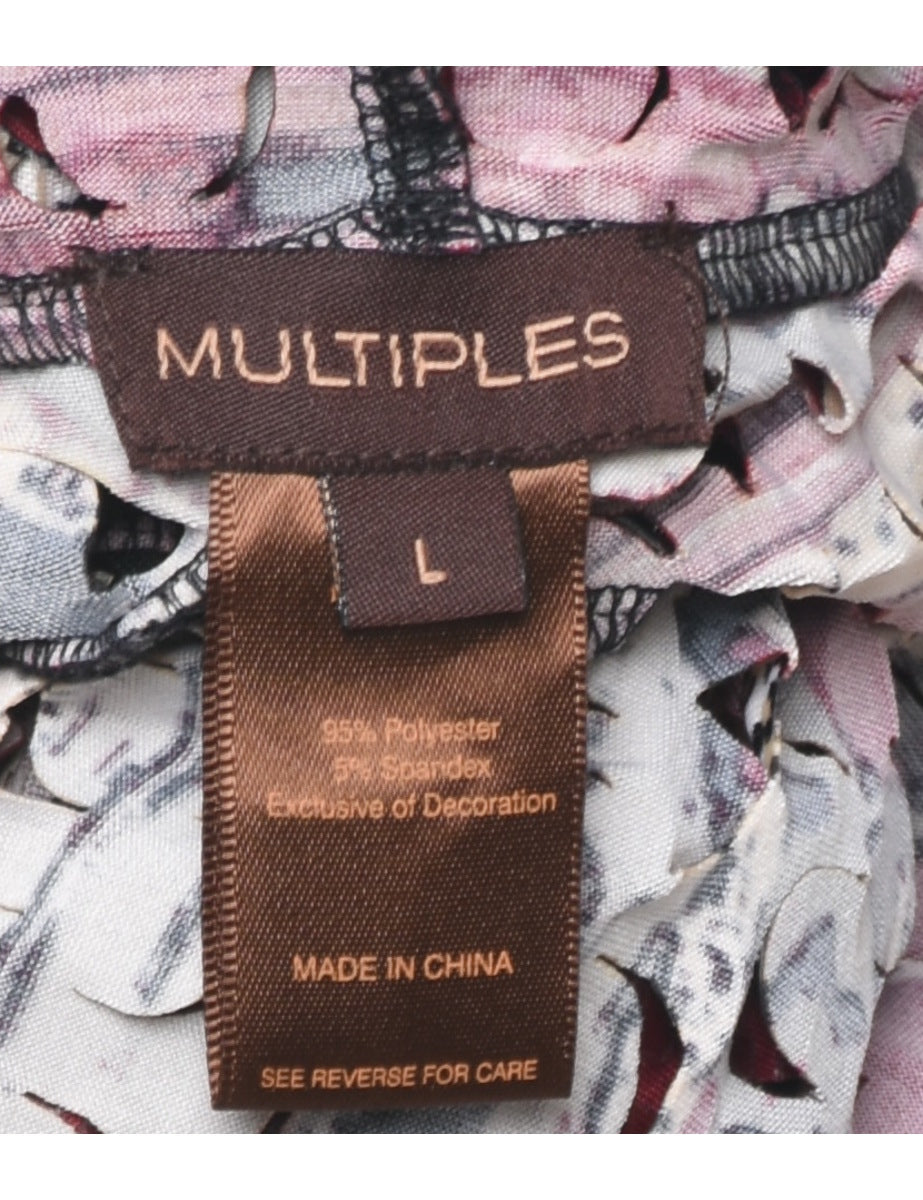 MULTIPLES
L
95% Polyester
5% Spandex
Exclusive of Decoration
MADE IN CHINA
SEE REVERSE FOR CARE